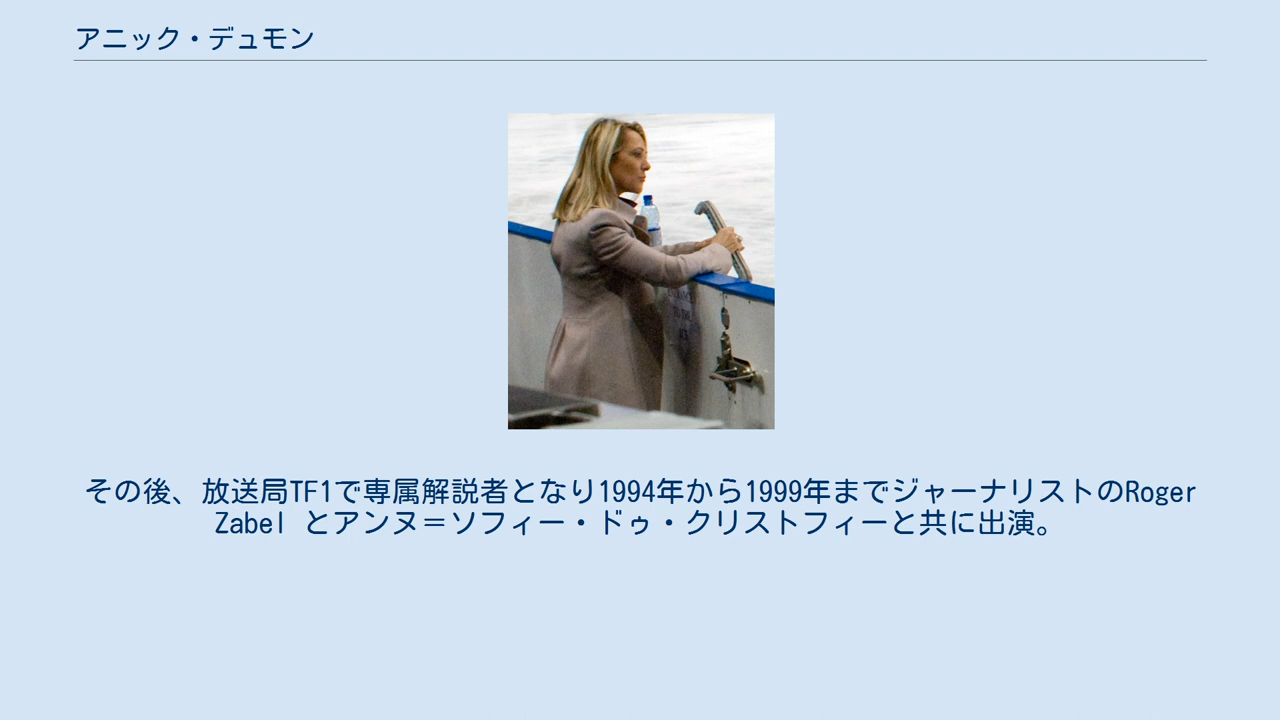 アニック・デュモン
その後、放送局TF1で専属解説者となり1994年から1999年までジャーナリストのRoger
Zabel とアンヌ＝ソフィー・ドゥ・クリストフィーと共に出演。